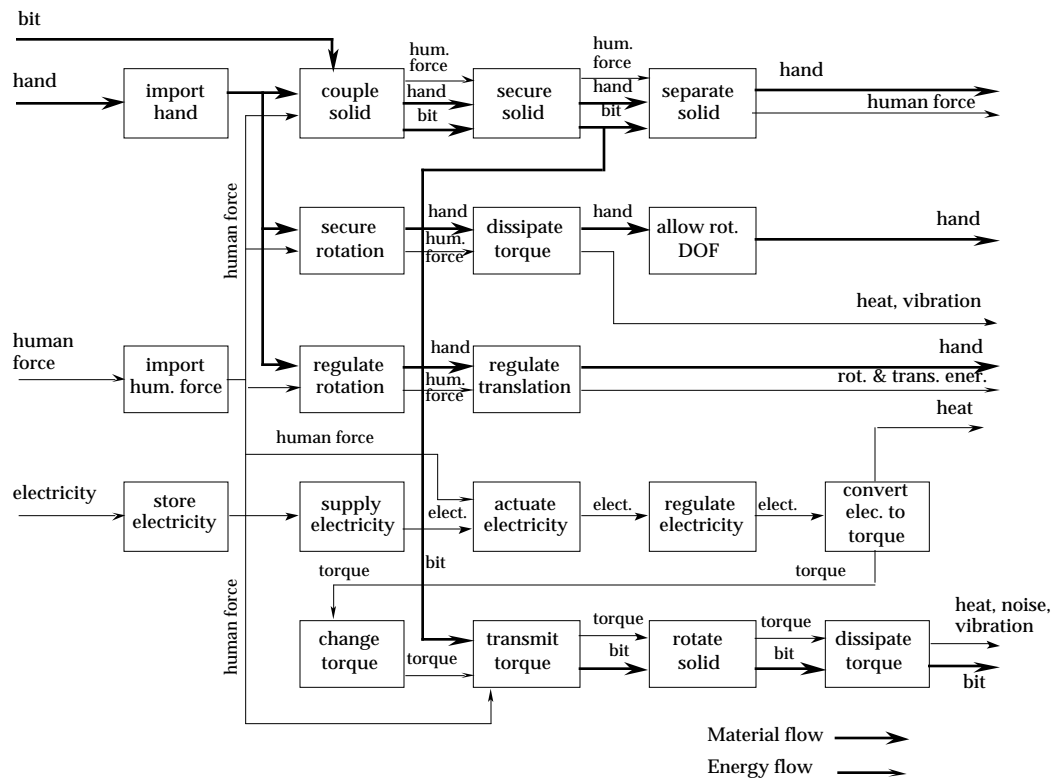 bit
hum.
force
hum.
force
hand
hand
import
hand
couple
solid
hand
bit
secure
solid
hand
bit
separate
solid
human force
human force
secure
rotation
hand
hum.
force
dissipate
torque
hand
allow rot.
DOF
hand
heat, vibration
human
force
import
hum. force
regulate
rotation
hand
hum.
force
regulate
translation
hand
rot. & trans. ener.
heat
human force
electricity
store
electricity
supply
electricity
elect.
actuate
electricity
elect.
regulate
electricity
elect.
convert
elec. to
torque
bit
torque
torque
human force
change
torque
torque
transmit
torque
torque
bit
rotate
solid
torque
bit
dissipate
torque
heat, noise,
vibration
bit
Material flow
Energy flow